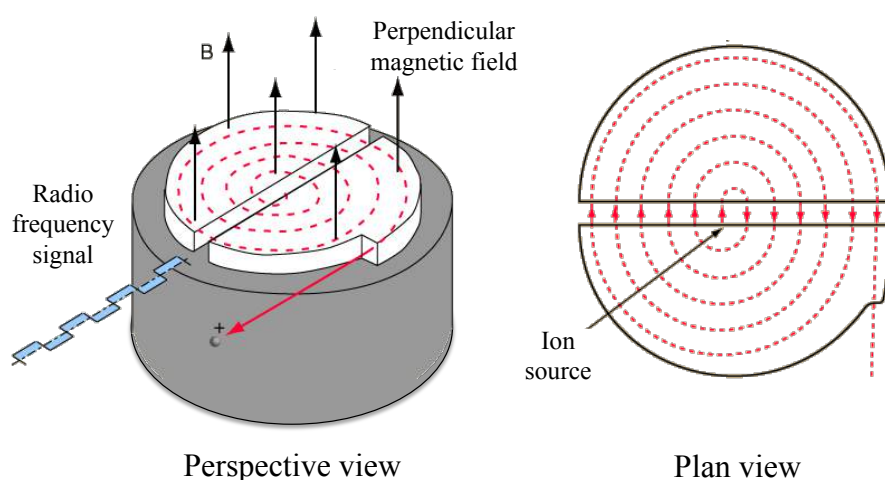 B
Perpendicular
magnetic field
Radio
frequency
signal
+
Perspective view
Ion
source
Plan view